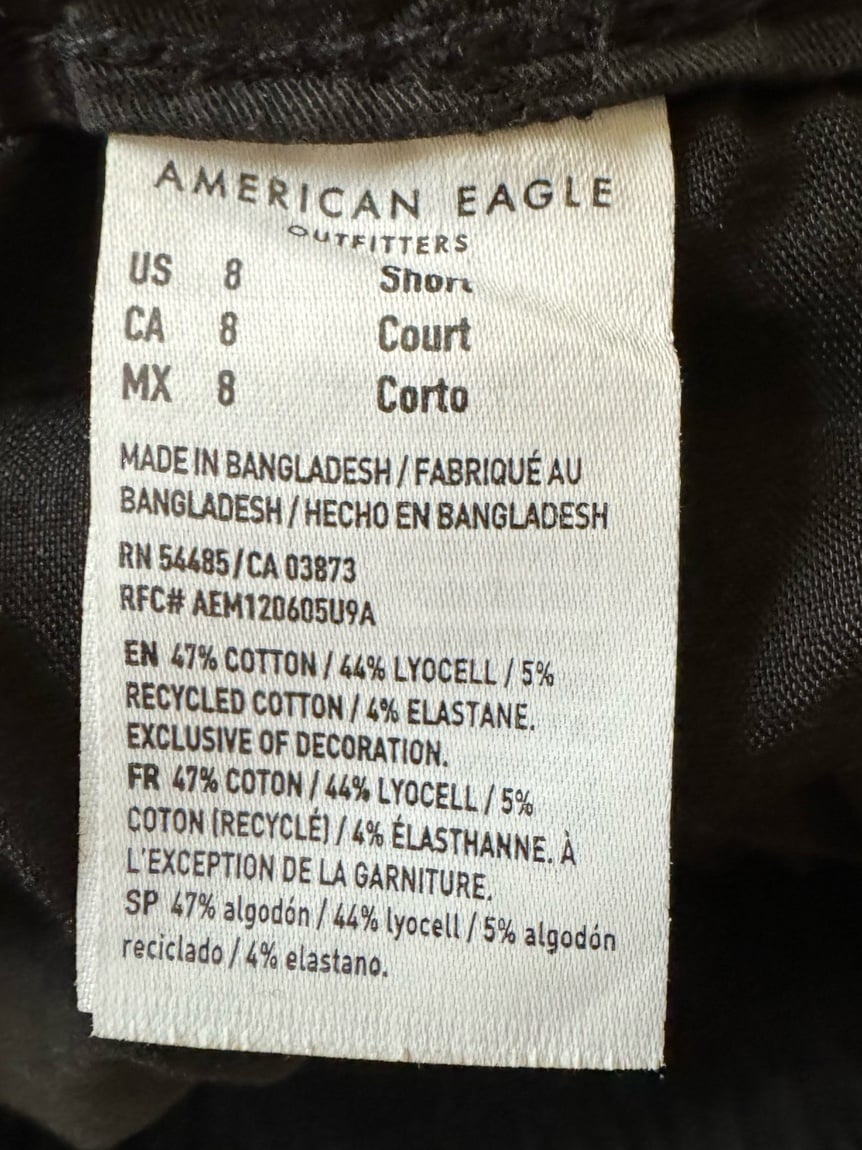 AMERICAN EAGLE
OUTFITTERS
US 8 Short
CA 8 Court
MX 8 Corto
MADE IN BANGLADESH / FABRIQUÉ AU
BANGLADESH / HECHO EN BANGLADESH
RN 54485 / CA 03873
RFC# AEM120605U9A
EN 47% COTTON / 44% LYOCELL / 5%
RECYCLED COTTON / 4% ELASTANE.
EXCLUSIVE OF DECORATION.
FR 47% COTON / 44% LYOCELL / 5%
COTON (RECYCLÉ) / 4% ÉLASTHANNE. À
L'EXCEPTION DE LA GARNITURE.
SP 47% algodón / 44% lyocell / 5% algodón
reciclado / 4% elastano.